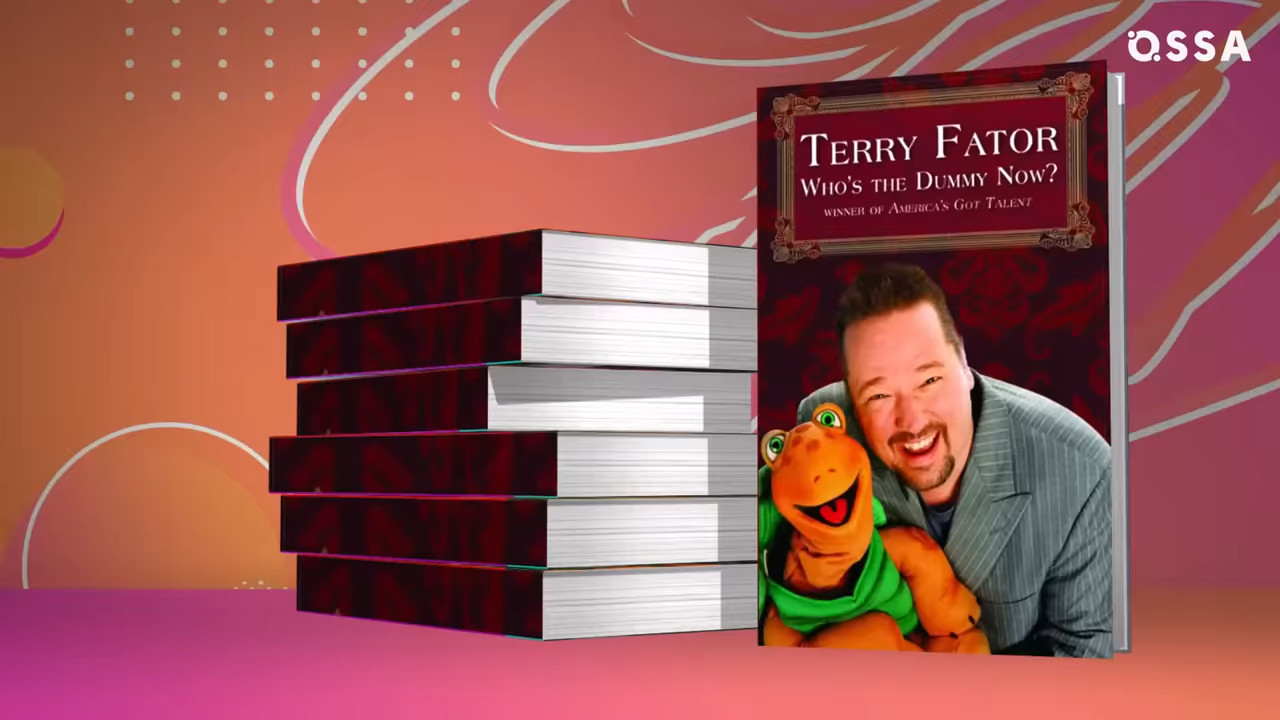 OSSA
TERRY FATOR
WHO'S THE DUMMY NOW?
WINNER OF AMERICA'S GOT TALENT